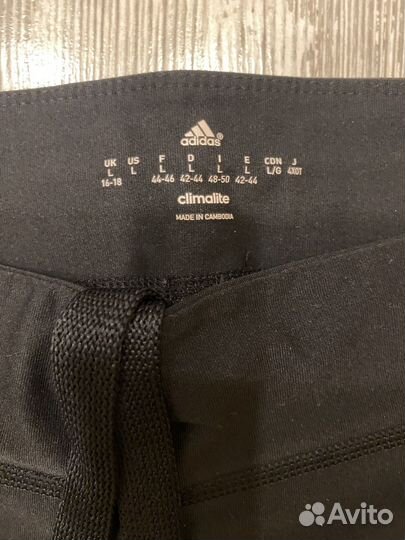 adidas®
UK US F D I E CDN J
L L L L L L L/G 4XOT
16-18 44-46 42-44 48-50 42-44
climalite
MADE IN CAMBODIA
Avito